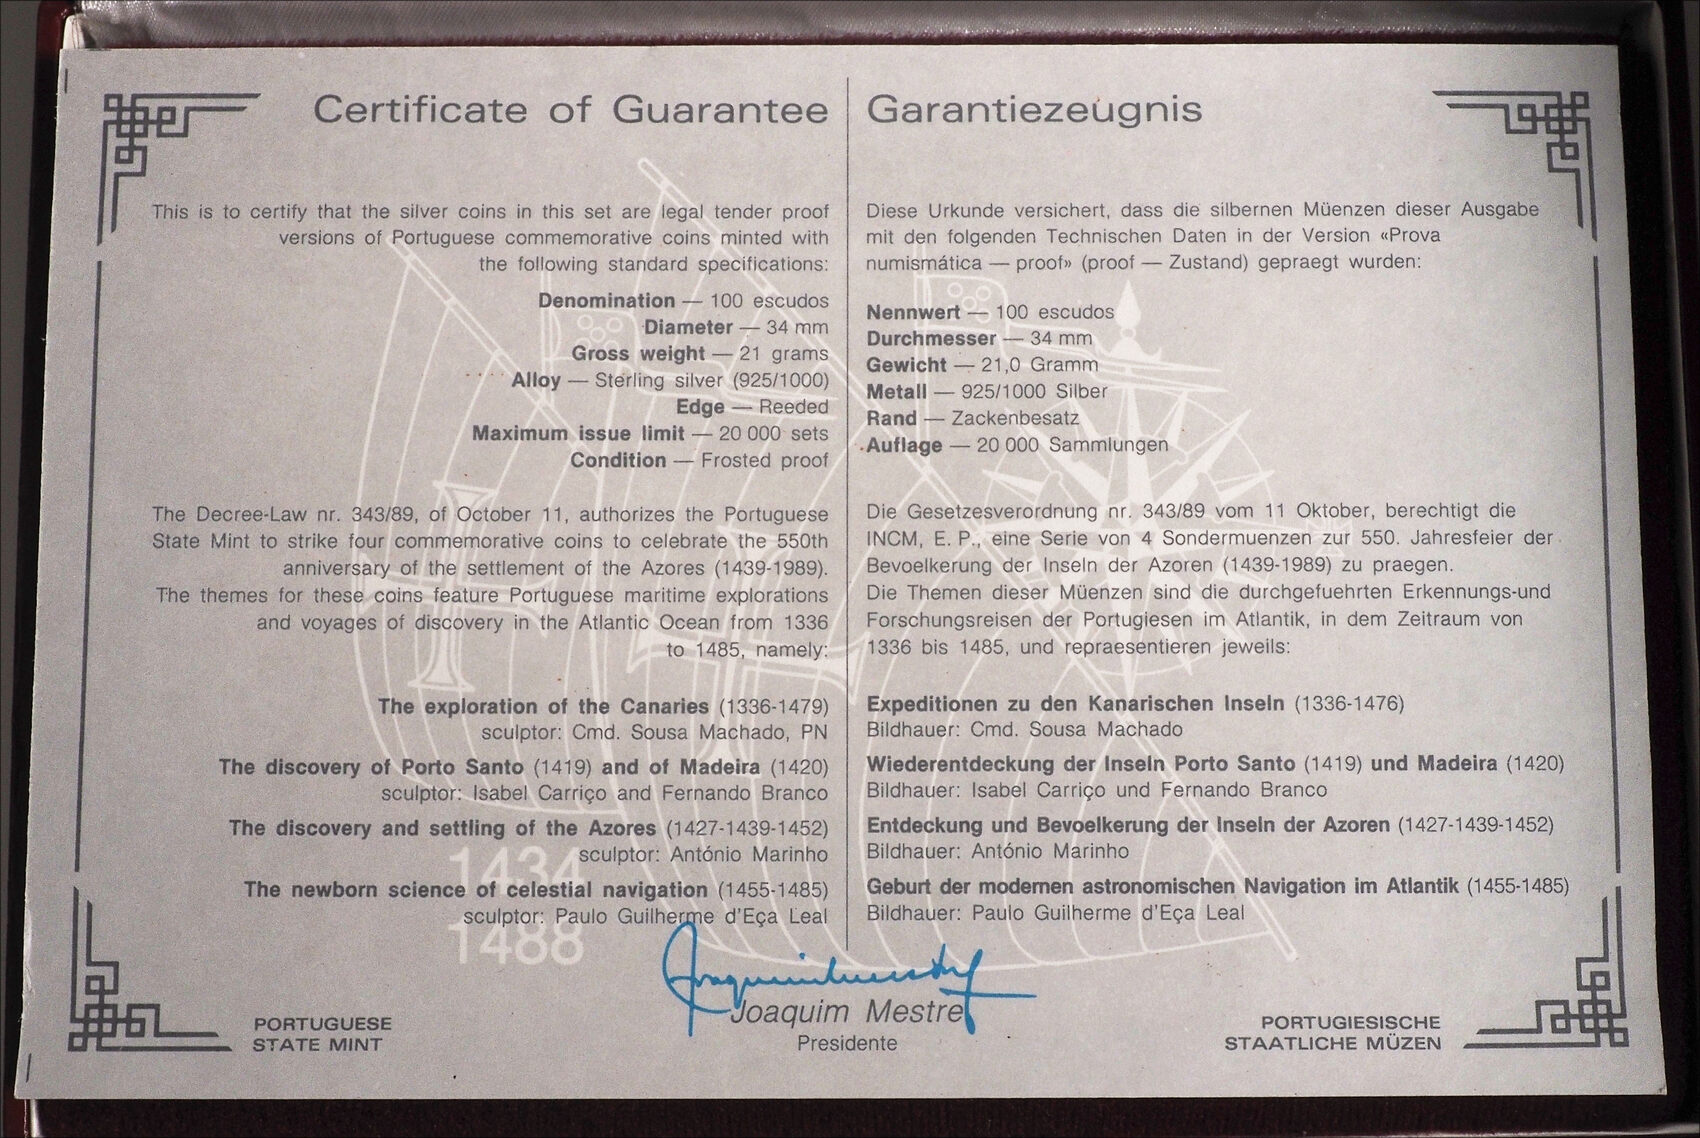 Certificate of Guarantee
This is to certify that the silver coins in this set are legal tender proof
versions of Portuguese commemorative coins minted with
the following standard specifications:
Denomination — 100 escudos
Diameter — 34 mm
Gross weight — 21 grams
Alloy — Sterling silver (925/1000)
Edge — Reeded
Maximum issue limit — 20 000 sets
Condition — Frosted proof
The Decree-Law nr. 343/89, of October 11, authorizes the Portuguese
State Mint to strike four commemorative coins to celebrate the 550th
anniversary of the settlement of the Azores (1439-1989).
The themes for these coins feature Portuguese maritime explorations
and voyages of discovery in the Atlantic Ocean from 1336
to 1485, namely:
The exploration of the Canaries (1336-1479)
sculptor: Cmd. Sousa Machado, PN
The discovery of Porto Santo (1419) and of Madeira (1420)
sculptor: Isabel Carriço and Fernando Branco
The discovery and settling of the Azores (1427-1439-1452)
sculptor: António Marinho
The newborn science of celestial navigation (1455-1485)
sculptor: Paulo Guilherme d'Eça Leal
1434
1488
PORTUGUESE
STATE MINT
Garantiezeugnis
Diese Urkunde versichert, dass die silbernen Müenzen dieser Ausgabe
mit den folgenden Technischen Daten in der Version «Prova
numismática — proof» (proof — Zustand) gepraegt wurden:
Nennwert — 100 escudos
Durchmesser — 34 mm
Gewicht — 21,0 Gramm
Metall — 925/1000 Silber
Rand — Zackenbesatz
Auflage — 20 000 Sammlungen
Die Gesetzesverordnung nr. 343/89 vom 11 Oktober, berechtigt die
INCM, E. P., eine Serie von 4 Sondermuenzen zur 550. Jahresfeier der
Bevoelkerung der Inseln der Azoren (1439-1989) zu praegen.
Die Themen dieser Müenzen sind die durchgefuehrten Erkennungs-und
Forschungsreisen der Portugiesen im Atlantik, in dem Zeitraum von
1336 bis 1485, und repraesentieren jeweils:
Expeditionen zu den Kanarischen Inseln (1336-1476)
Bildhauer: Cmd. Sousa Machado
Wiederentdeckung der Inseln Porto Santo (1419) und Madeira (1420)
Bildhauer: Isabel Carriço und Fernando Branco
Entdeckung und Bevoelkerung der Inseln der Azoren (1427-1439-1452)
Bildhauer: António Marinho
Geburt der modernen astronomischen Navigation im Atlantik (1455-1485)
Bildhauer: Paulo Guilherme d'Eça Leal
Joaquim Mestre
Presidente
PORTUGIESISCHE
STAATLICHE MÜZEN